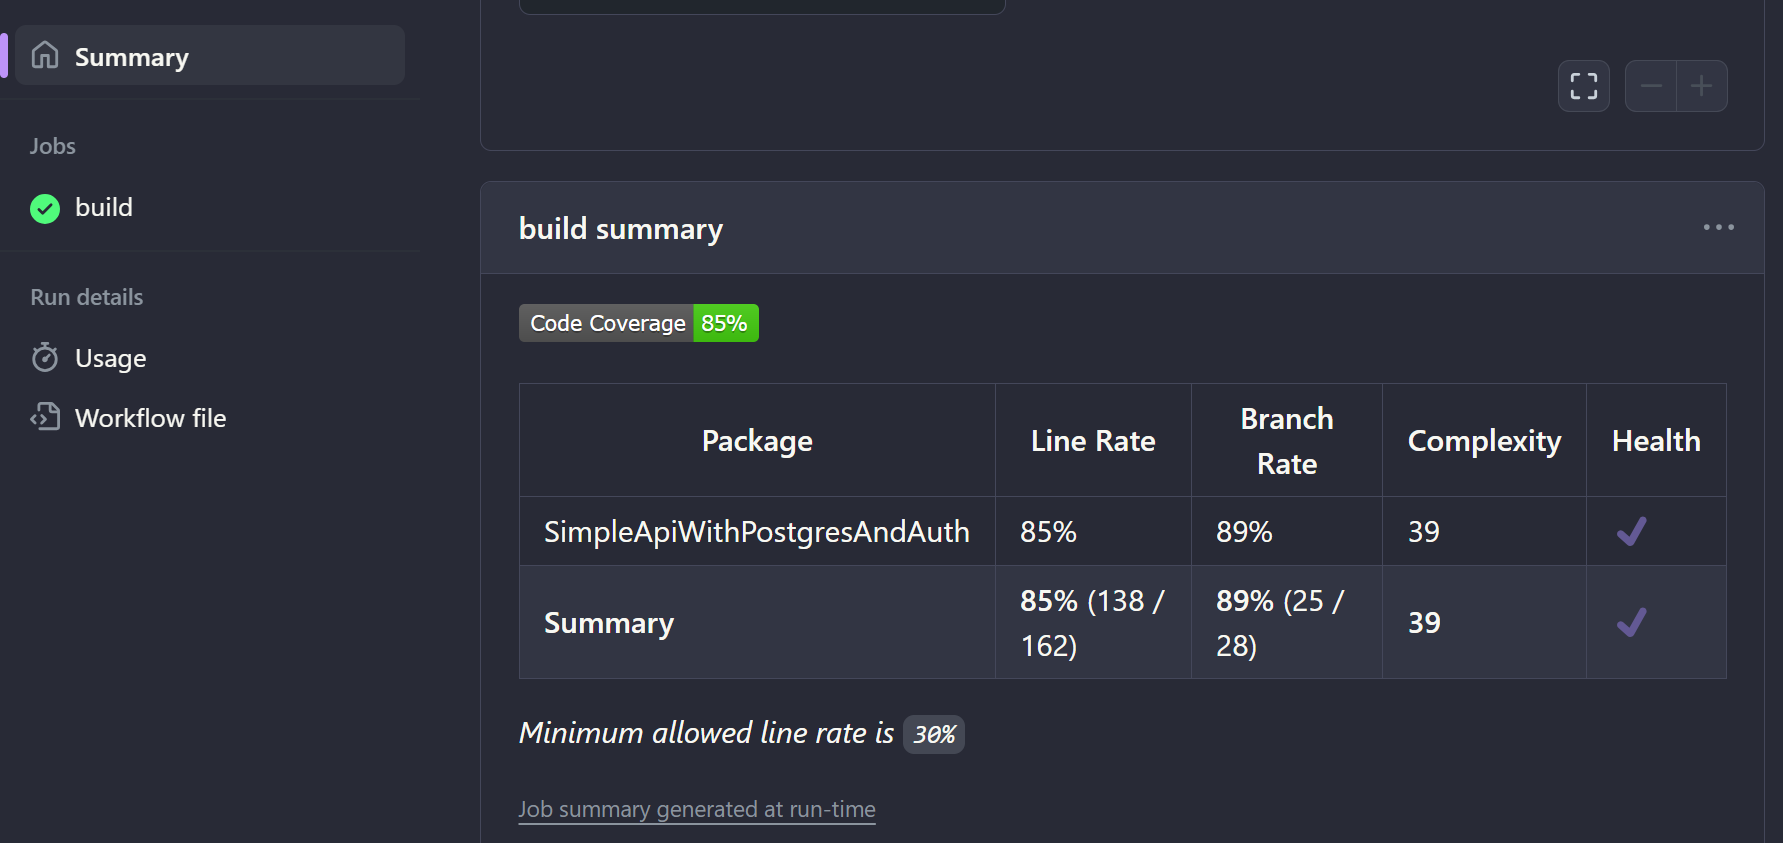 Summary
Jobs
build
Run details
Usage
Workflow file
build summary
Code Coverage 85%
Package Line Rate Branch Rate Complexity Health
SimpleApiWithPostgresAndAuth 85% 89% 39
Summary 85% (138 / 162) 89% (25 / 28) 39
Minimum allowed line rate is 30%
Job summary generated at run-time